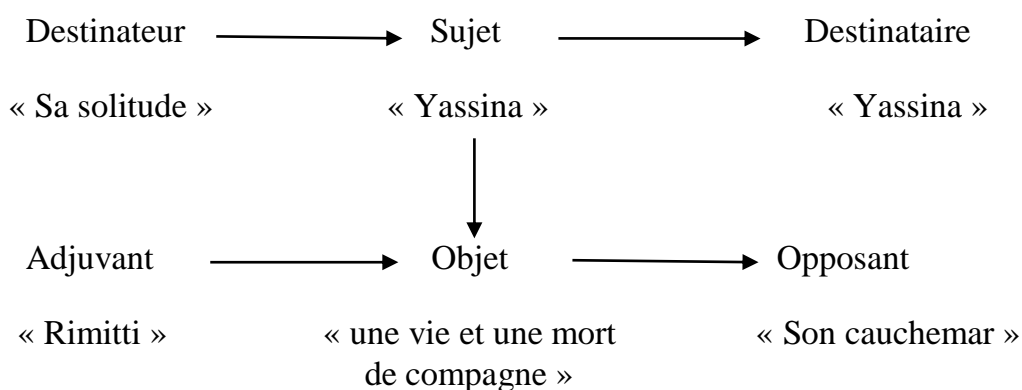 Destinateur Sujet Destinataire
« Sa solitude » « Yassina » « Yassina »
Adjuvant Objet Opposant
« Rimitti » « une vie et une mort « Son cauchemar »
de compagne »